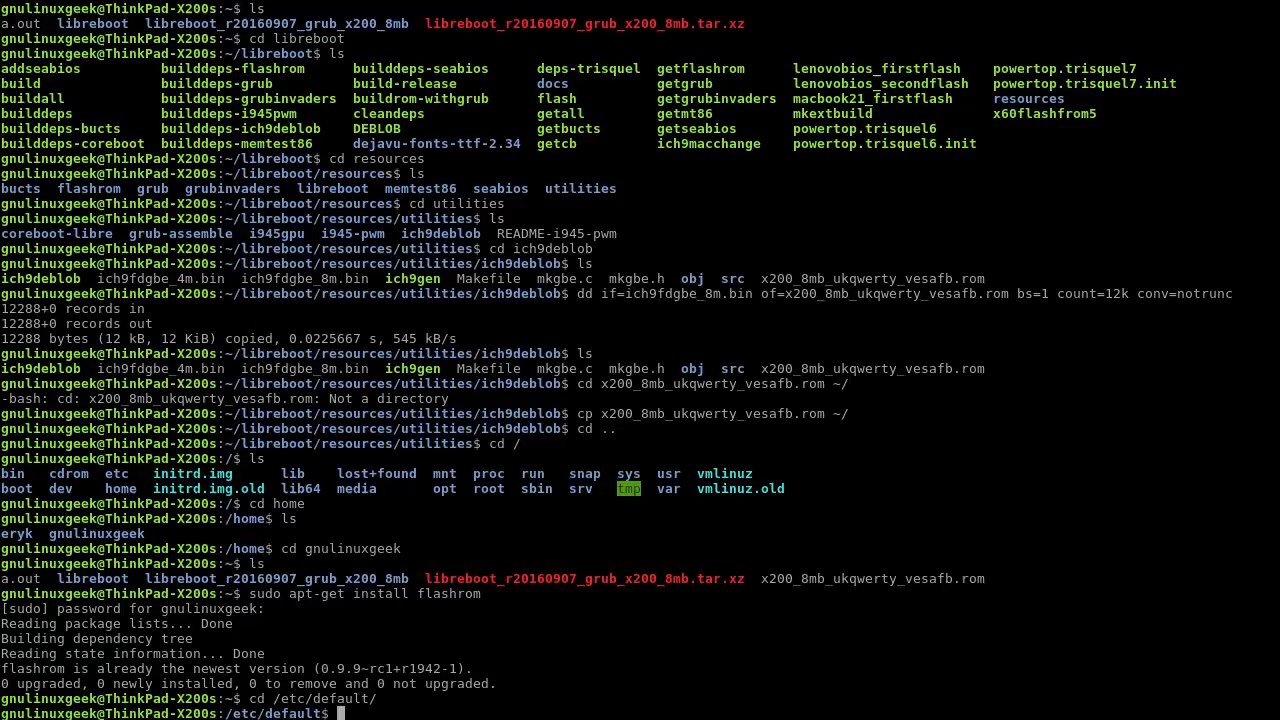 gnulinuxgeek@ThinkPad-X200s:~$ ls
a.out  libreboot  libreboot_r20160907_grub_x200_8mb  libreboot_r20160907_grub_x200_8mb.tar.xz
gnulinuxgeek@ThinkPad-X200s:~$ cd libreboot
gnulinuxgeek@ThinkPad-X200s:~/libreboot$ ls
addseabios          builddeps-flashrom      builddeps-seabios      deps-trisquel  getflashrom     lenovobios_firstflash    powertop.trisquel7
build               builddeps-grub          build-release          docs           getgrub         lenovobios_secondflash   powertop.trisquel7.init
buildall            builddeps-grubinvaders  buildrom-withgrub      flash          getgrubinvaders  macbook21_firstflash     resources
builddeps           builddeps-i945pwm       cleandeps              getall         getmt86         mkextbuild               x60flashfrom5
builddeps-bucts     builddeps-ich9deblob    DEBLOB                 getbucts       getseabios      powertop.trisquel6
builddeps-coreboot  builddeps-memtest86     dejavu-fonts-ttf-2.34  getcb          ich9macchange   powertop.trisquel6.init
gnulinuxgeek@ThinkPad-X200s:~/libreboot$ cd resources
gnulinuxgeek@ThinkPad-X200s:~/libreboot/resources$ ls
bucts  flashrom  grub  grubinvaders  libreboot  memtest86  seabios  utilities
gnulinuxgeek@ThinkPad-X200s:~/libreboot/resources$ cd utilities
gnulinuxgeek@ThinkPad-X200s:~/libreboot/resources/utilities$ ls
coreboot-libre  grub-assemble  i945gpu  i945-pwm  ich9deblob  README-i945-pwm
gnulinuxgeek@ThinkPad-X200s:~/libreboot/resources/utilities$ cd ich9deblob
gnulinuxgeek@ThinkPad-X200s:~/libreboot/resources/utilities/ich9deblob$ ls
ich9deblob  ich9fdgbe_4m.bin  ich9fdgbe_8m.bin  ich9gen  Makefile  mkgbe.c  mkgbe.h  obj  src  x200_8mb_ukqwerty_vesafb.rom
gnulinuxgeek@ThinkPad-X200s:~/libreboot/resources/utilities/ich9deblob$ dd if=ich9fdgbe_8m.bin of=x200_8mb_ukqwerty_vesafb.rom bs=1 count=12k conv=notrunc
12288+0 records in
12288+0 records out
12288 bytes (12 kB, 12 KiB) copied, 0.0225667 s, 545 kB/s
gnulinuxgeek@ThinkPad-X200s:~/libreboot/resources/utilities/ich9deblob$ ls
ich9deblob  ich9fdgbe_4m.bin  ich9fdgbe_8m.bin  ich9gen  Makefile  mkgbe.c  mkgbe.h  obj  src  x200_8mb_ukqwerty_vesafb.rom
gnulinuxgeek@ThinkPad-X200s:~/libreboot/resources/utilities/ich9deblob$ cd x200_8mb_ukqwerty_vesafb.rom ~/
-bash: cd: x200_8mb_ukqwerty_vesafb.rom: Not a directory
gnulinuxgeek@ThinkPad-X200s:~/libreboot/resources/utilities/ich9deblob$ cp x200_8mb_ukqwerty_vesafb.rom ~/
gnulinuxgeek@ThinkPad-X200s:~/libreboot/resources/utilities/ich9deblob$ cd ..
gnulinuxgeek@ThinkPad-X200s:~/libreboot/resources/utilities$ cd /
gnulinuxgeek@ThinkPad-X200s:/$ ls
bin   cdrom  etc   initrd.img      lib    lost+found  mnt  proc  run   snap  sys  usr  vmlinuz
boot  dev    home  initrd.img.old  lib64  media       opt  root  sbin  srv   tmp  var  vmlinuz.old
gnulinuxgeek@ThinkPad-X200s:/$ cd home
gnulinuxgeek@ThinkPad-X200s:/home$ ls
eryk  gnulinuxgeek
gnulinuxgeek@ThinkPad-X200s:/home$ cd gnulinuxgeek
gnulinuxgeek@ThinkPad-X200s:~$ ls
a.out  libreboot  libreboot_r20160907_grub_x200_8mb  libreboot_r20160907_grub_x200_8mb.tar.xz  x200_8mb_ukqwerty_vesafb.rom
gnulinuxgeek@ThinkPad-X200s:~$ sudo apt-get install flashrom
[sudo] password for gnulinuxgeek:
Reading package lists... Done
Building dependency tree
Reading state information... Done
flashrom is already the newest version (0.9.9~rc1+r1942-1).
0 upgraded, 0 newly installed, 0 to remove and 0 not upgraded.
gnulinuxgeek@ThinkPad-X200s:~$ cd /etc/default/
gnulinuxgeek@ThinkPad-X200s:/etc/default$